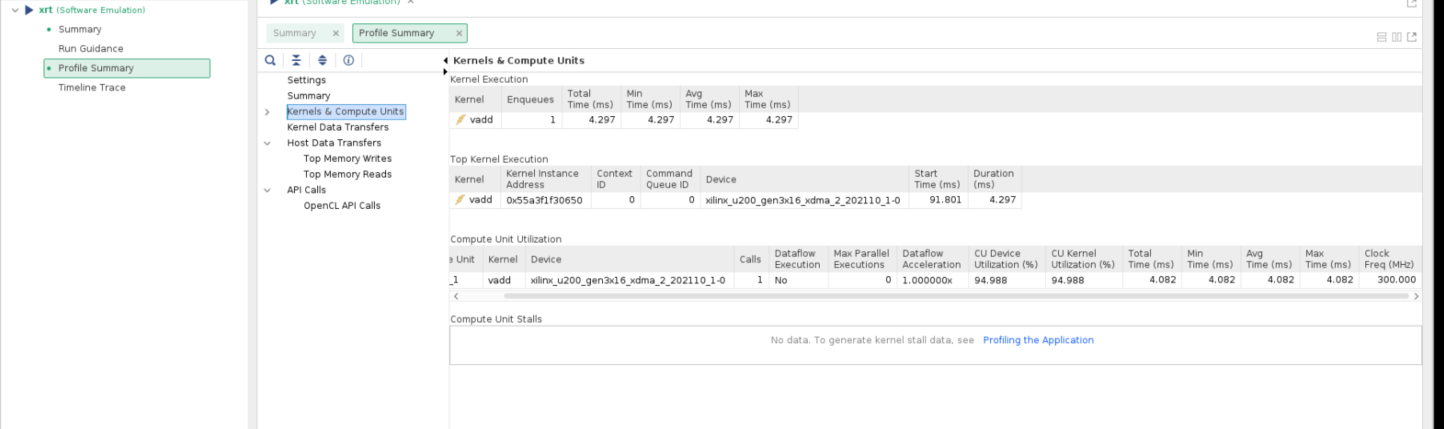 xrt (Software Emulation)
Summary
Run Guidance
Profile Summary
Timeline Trace
xrt (Software Emulation) ×
Summary ×
Profile Summary ×
Settings
Summary
Kernels & Compute Units
Kernel Data Transfers
Host Data Transfers
Top Memory Writes
Top Memory Reads
API Calls
OpenCL API Calls
Kernels & Compute Units
Kernel Execution
Kernel Enqueues Total Time (ms) Min Time (ms) Avg Time (ms) Max Time (ms)
vadd 1 4.297 4.297 4.297 4.297
Top Kernel Execution
Kernel Kernel Instance Address Context ID Command Queue ID Device Start Time (ms) Duration (ms)
vadd 0x55a3f1f30650 0 0 xilinx_u200_gen3x16_xdma_2_202110_1-0 91.801 4.297
Compute Unit Utilization
e Unit Kernel Device Calls Dataflow Execution Max Parallel Executions Dataflow Acceleration CU Device Utilization (%) CU Kernel Utilization (%) Total Time (ms) Min Time (ms) Avg Time (ms) Max Time (ms) Clock Freq (MHz)
_1 vadd xilinx_u200_gen3x16_xdma_2_202110_1-0 1 No 0 1.000000x 94.988 94.988 4.082 4.082 4.082 4.082 300.000
Compute Unit Stalls
No data. To generate kernel stall data, see Profiling the Application